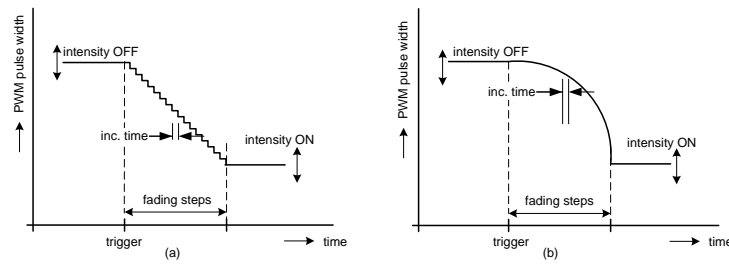 PWM pulse width
intensity OFF
inc. time
intensity ON
fading steps
trigger
time
(a)
PWM pulse width
intensity OFF
inc. time
intensity ON
fading steps
trigger
time
(b)